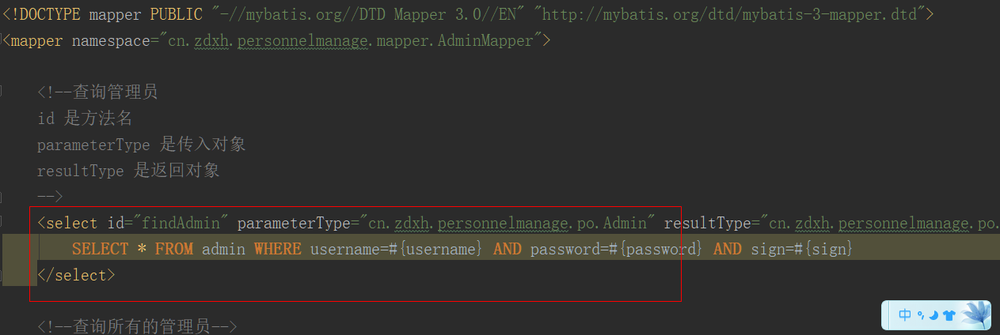 <!DOCTYPE mapper PUBLIC "-//mybatis.org//DTD Mapper 3.0//EN" "http://mybatis.org/dtd/mybatis-3-mapper.dtd">
<mapper namespace="cn.zdxh.personnelmanage.mapper.AdminMapper">
<!--查询管理员
id 是方法名
parameterType 是传入对象
resultType 是返回对象
-->
<select id="findAdmin" parameterType="cn.zdxh.personnelmanage.po.Admin" resultType="cn.zdxh.personnelmanage.po.
SELECT * FROM admin WHERE username=#{username} AND password=#{password} AND sign=#{sign}
</select>
<!--查询所有的管理员-->
中